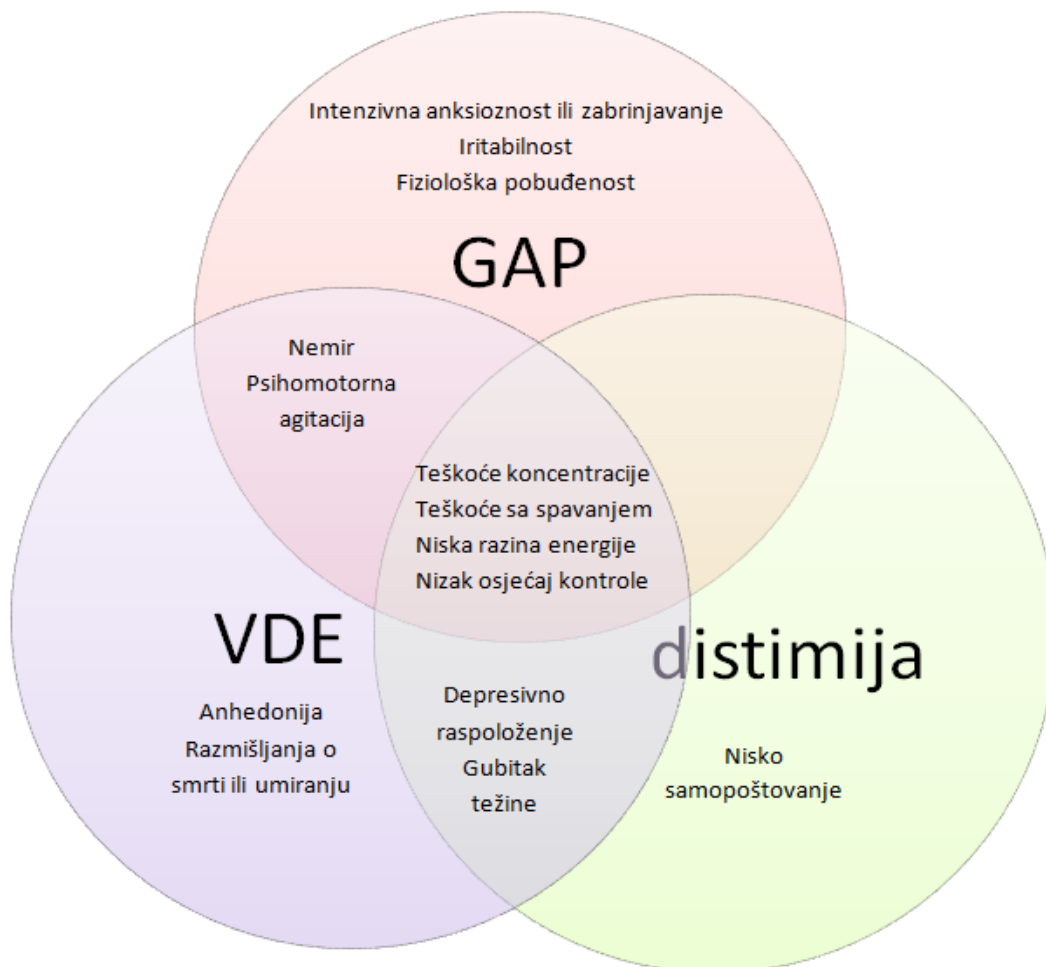 Intenzivna anksioznost ili zabrinjavanje
Iritabilnost
Fiziološka pobuđenost
GAP
Nemir
Psihomotorna
agitacija
Teškoće koncentracije
Teškoće sa spavanjem
Niska razina energije
Nizak osjećaj kontrole
VDE
Anhedonija
Razmišljanja o
smrti ili umiranju
Depresivno
raspoloženje
Gubitak
težine
distimija
Nisko
samopoštovanje